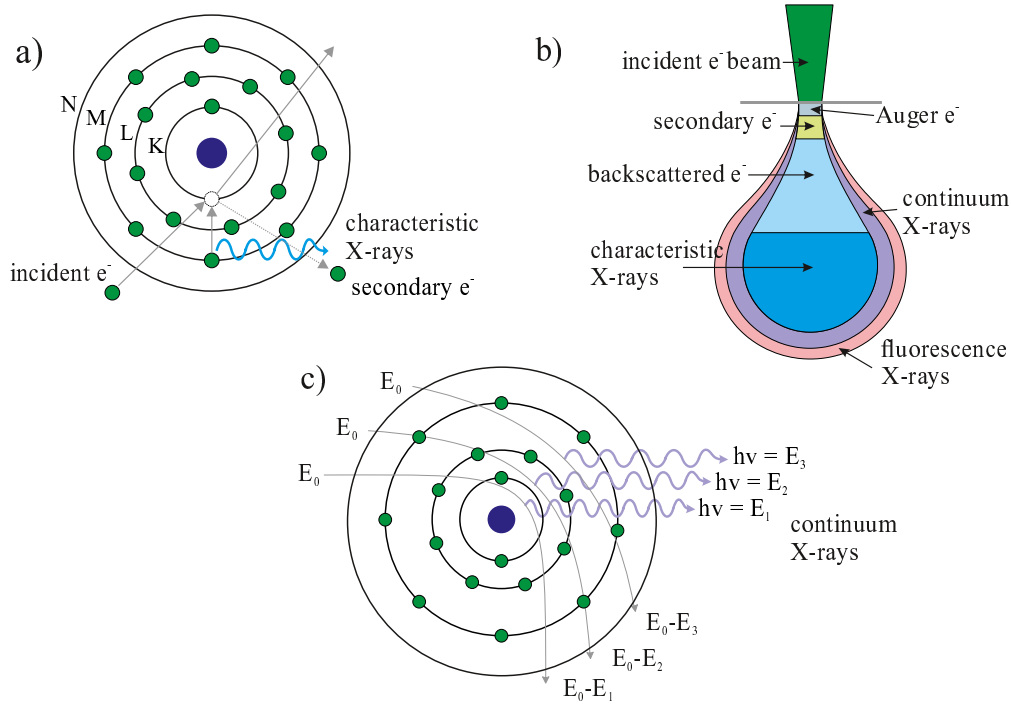 a)
N
M
L
K
incident e⁻
characteristic
X-rays
secondary e⁻
b)
incident e⁻ beam
Auger e⁻
secondary e⁻
backscattered e⁻
continuum
X-rays
characteristic
X-rays
fluorescence
X-rays
c)
E₀
E₀
E₀
hν = E₃
hν = E₂
hν = E₁
continuum
X-rays
E₀-E₃
E₀-E₂
E₀-E₁